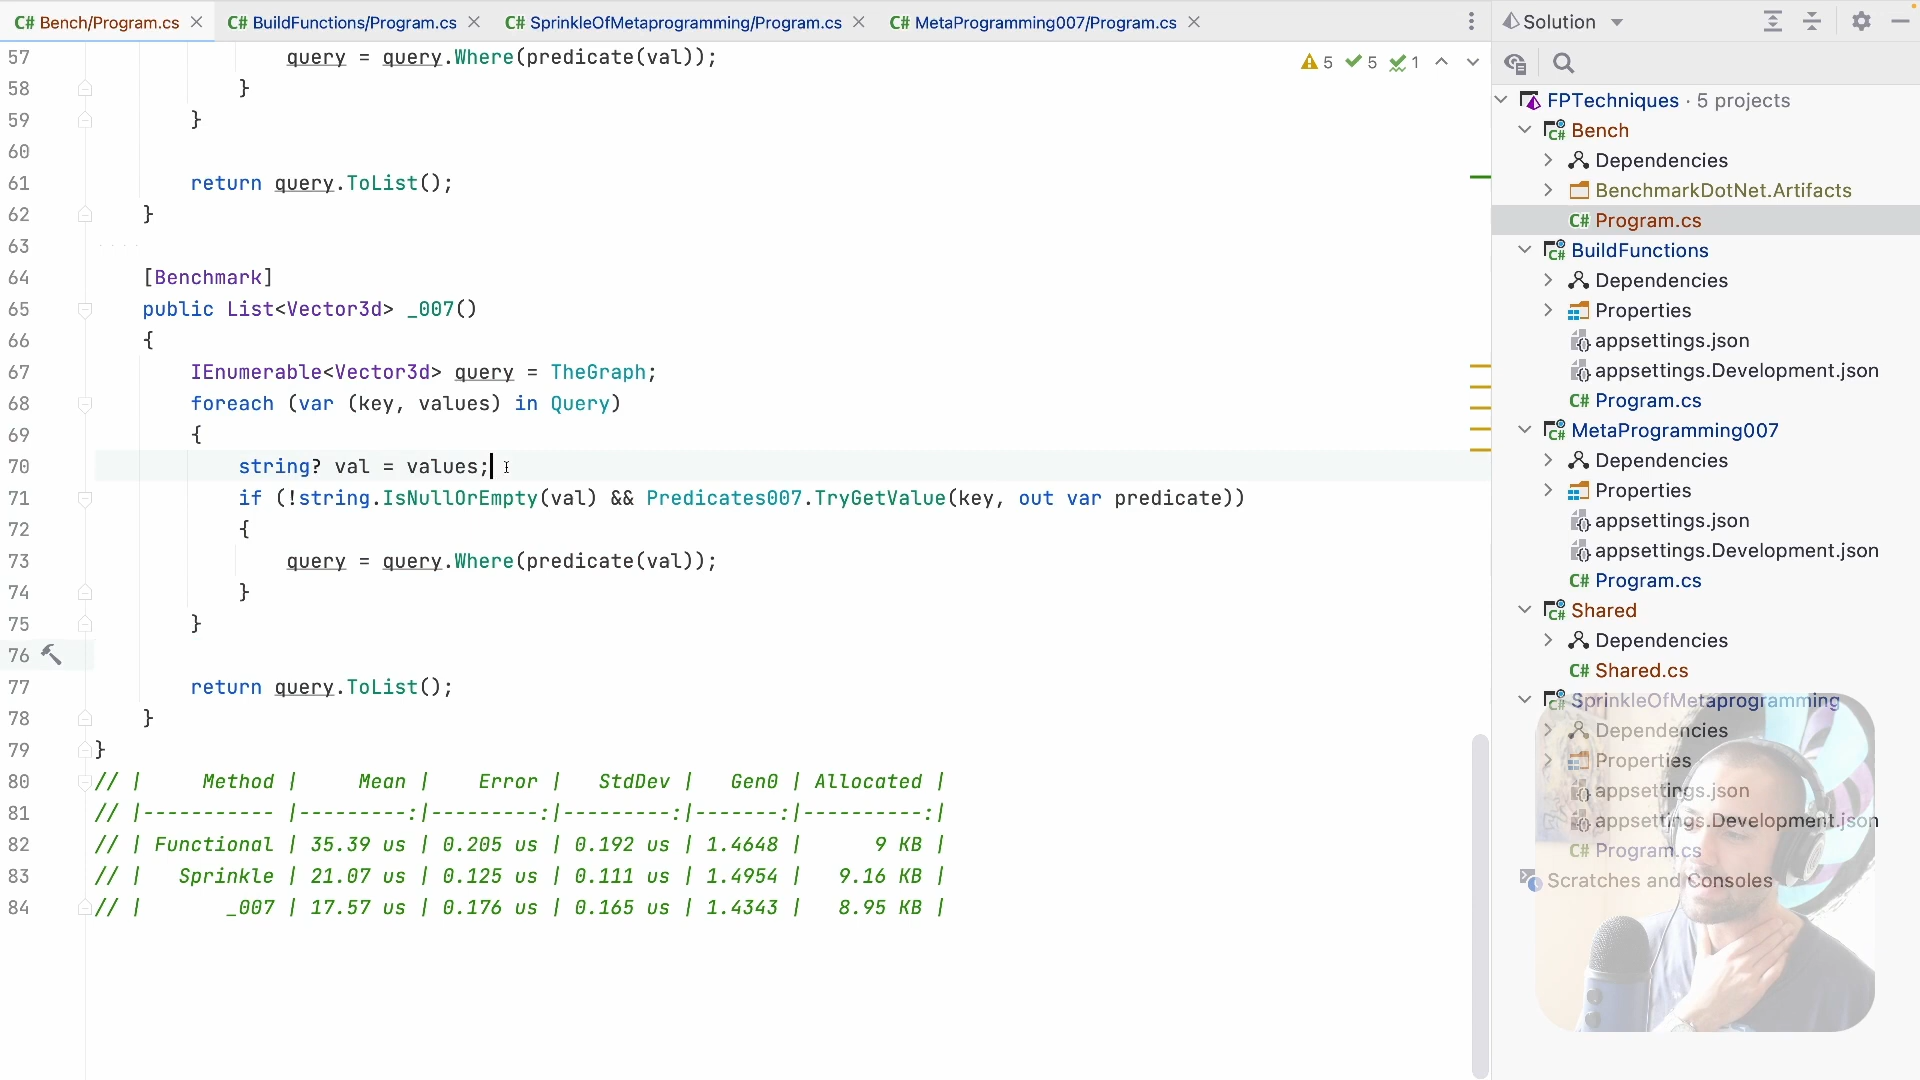 C# Bench/Program.cs
C# BuildFunctions/Program.cs
C# SprinkleOfMetaprogramming/Program.cs
C# MetaProgramming007/Program.cs
Solution
5 5 1
57 query = query.Where(predicate(val));
58 }
59 }
60
61 return query.ToList();
62 }
63
64 [Benchmark]
65 public List<Vector3d> _007()
66 {
67 IEnumerable<Vector3d> query = TheGraph;
68 foreach (var (key, values) in Query)
69 {
70 string? val = values;
71 if (!string.IsNullOrEmpty(val) && Predicates007.TryGetValue(key, out var predicate))
72 {
73 query = query.Where(predicate(val));
74 }
75 }
76
77 return query.ToList();
78 }
79 }
80 // | Method | Mean | Error | StdDev | Gen0 | Allocated |
81 // |----------- |---------:|---------:|---------:|-------:|----------:|
82 // | Functional | 35.39 us | 0.205 us | 0.192 us | 1.4648 | 9 KB |
83 // | Sprinkle | 21.07 us | 0.125 us | 0.111 us | 1.4954 | 9.16 KB |
84 // | _007 | 17.57 us | 0.176 us | 0.165 us | 1.4343 | 8.95 KB |
FPTechniques · 5 projects
C# Bench
Dependencies
BenchmarkDotNet.Artifacts
C# Program.cs
C# BuildFunctions
Dependencies
Properties
appsettings.json
appsettings.Development.json
C# Program.cs
C# MetaProgramming007
Dependencies
Properties
appsettings.json
appsettings.Development.json
C# Program.cs
C# Shared
Dependencies
C# Shared.cs
C# SprinkleOfMetaprogramming
Dependencies
Properties
appsettings.json
appsettings.Development.json
C# Program.cs
Scratches and Consoles